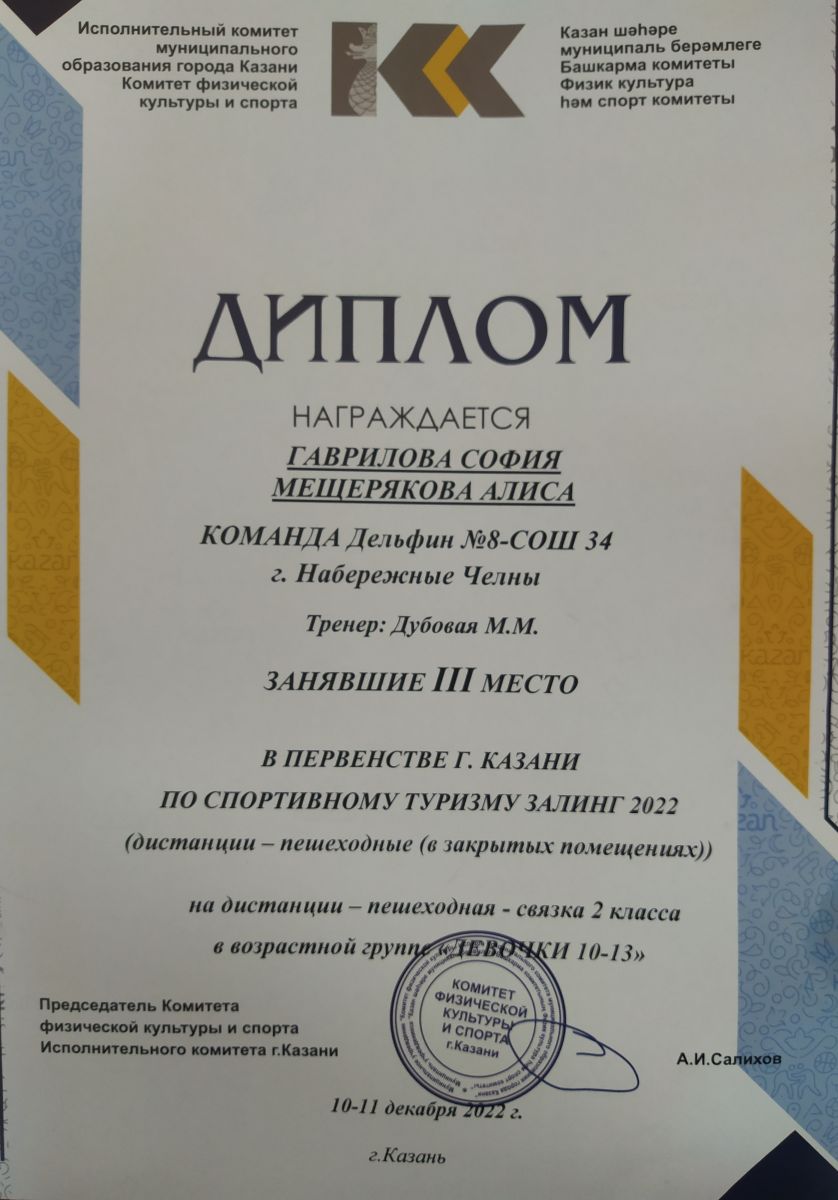 Исполнительный комитет
муниципального
образования города Казани
Комитет физической
культуры и спорта
Казан шәһәре
муниципаль берәмлеге
Башкарма комитеты
Физик культура
һәм спорт комитеты
ДИПЛОМ
НАГРАЖДАЕТСЯ
ГАВРИЛОВА СОФИЯ
МЕЩЕРЯКОВА АЛИСА
КОМАНДА Дельфин №8-СОШ 34
г. Набережные Челны
Тренер: Дубовая М.М.
ЗАНЯВШИЕ III МЕСТО
В ПЕРВЕНСТВЕ Г. КАЗАНИ
ПО СПОРТИВНОМУ ТУРИЗМУ ЗАЛИНГ 2022
(дистанции – пешеходные (в закрытых помещениях))
на дистанции – пешеходная - связка 2 класса
в возрастной группе «ДЕВОЧКИ 10-13»
Председатель Комитета
физической культуры и спорта
Исполнительного комитета г.Казани
КОМИТЕТ
ФИЗИЧЕСКОЙ
КУЛЬТУРЫ
И СПОРТА
г.Казани
А.И.Салихов
10-11 декабря 2022 г.
г.Казань